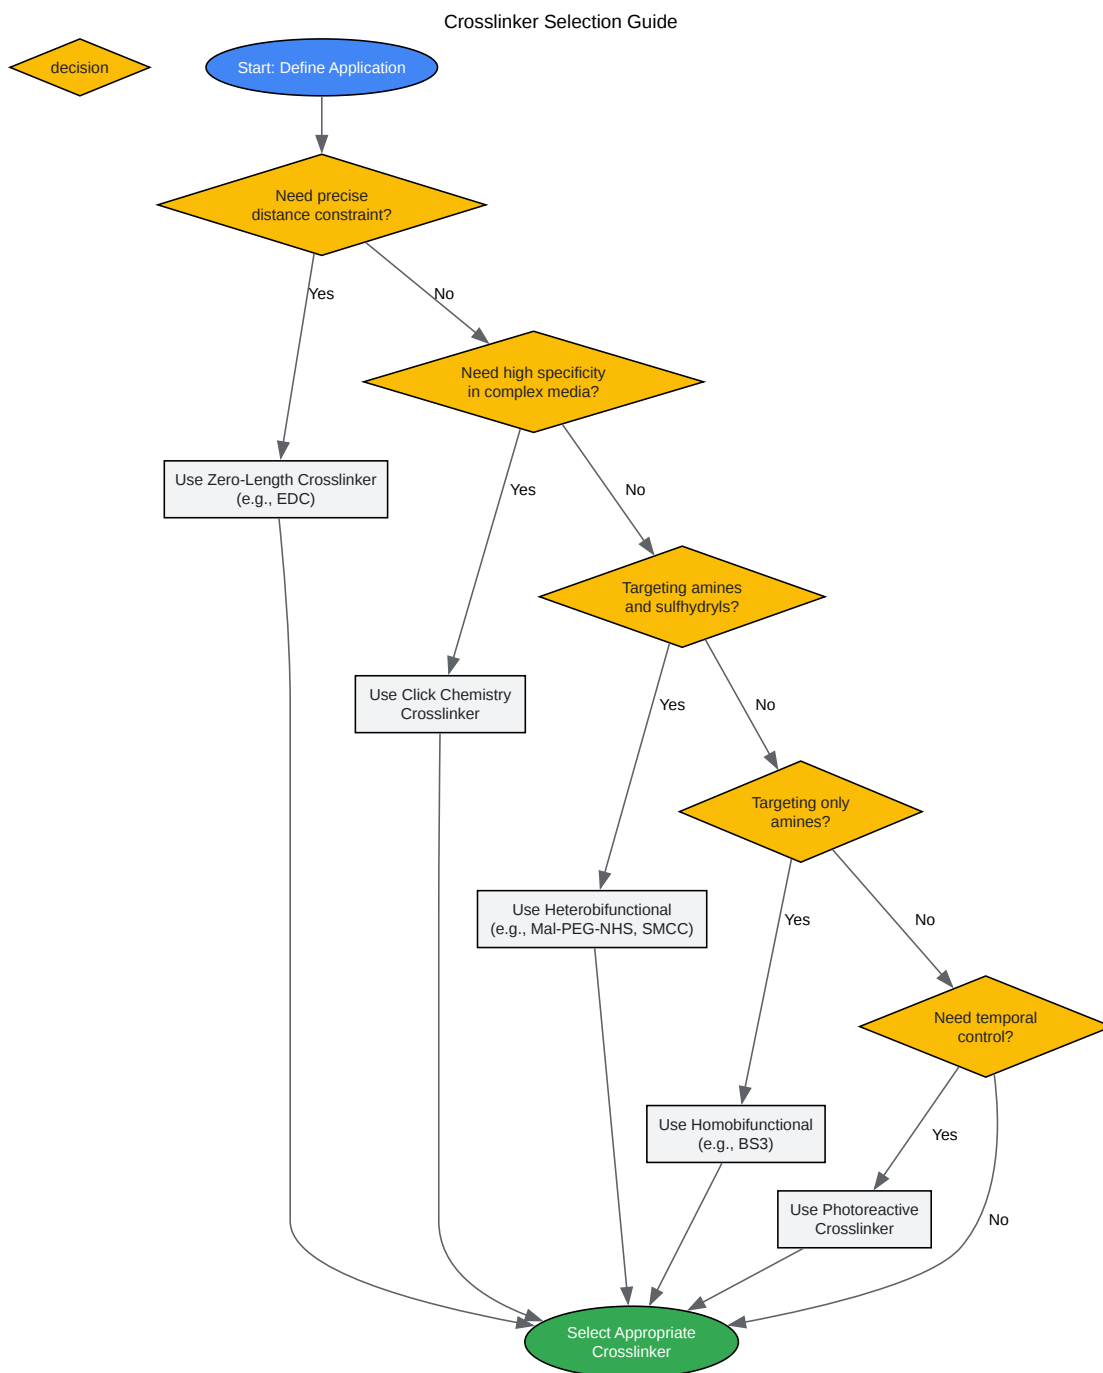 Crosslinker Selection Guide
decision
Start: Define Application
Need precise
distance constraint?
Yes
No
Need high specificity
in complex media?
Use Zero-Length Crosslinker
(e.g., EDC)
Yes
No
Targeting amines
and sulfhydryls?
Use Click Chemistry
Crosslinker
Yes
No
Targeting only
amines?
Use Heterobifunctional
(e.g., Mal-PEG-NHS, SMCC)
Yes
No
Need temporal
control?
Use Homobifunctional
(e.g., BS3)
Yes
Use Photoreactive
Crosslinker
No
Select Appropriate
Crosslinker